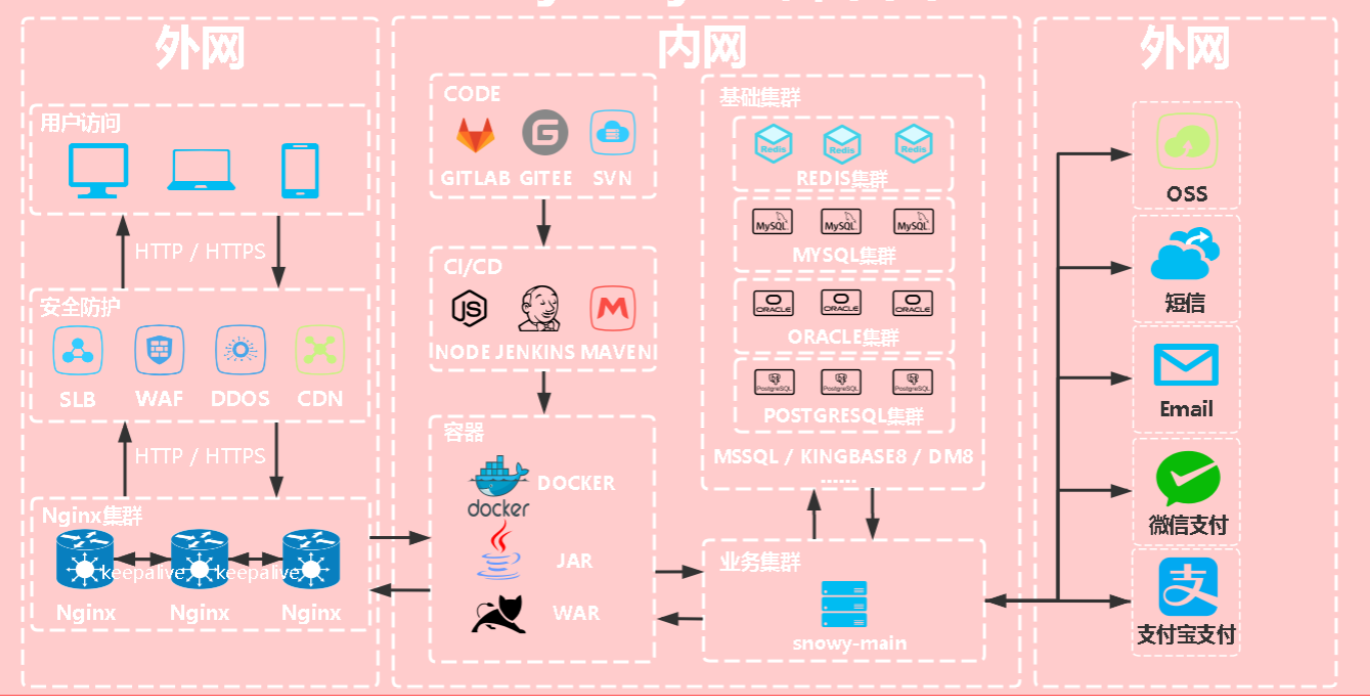 外网
用户访问
HTTP / HTTPS
安全防护
SLB WAF DDOS CDN
HTTP / HTTPS
Nginx集群
keepalive keepalive
Nginx Nginx Nginx
内网
CODE
GITLAB GITEE SVN
CI/CD
JS
NODE JENKINS MAVEN
容器
docker
DOCKER
JAR
WAR
基础集群
Redis Redis Redis
REDIS集群
MySQL MySQL MySQL
MYSQL集群
ORACLE ORACLE ORACLE
ORACLE集群
PostgreSQL PostgreSQL PostgreSQL
POSTGRESQL集群
MSSQL / KINGBASE8 / DM8
......
业务集群
snowy-main
外网
OSS
短信
Email
微信支付
支
支付宝支付